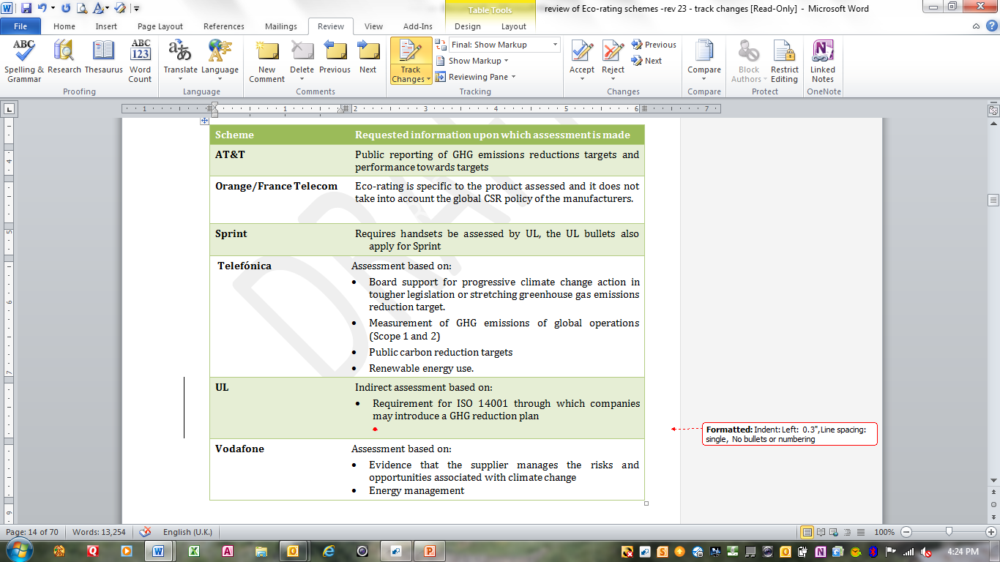 Table Tools
review of Eco-rating schemes -rev 23 - track changes [Read-Only] - Microsoft Word
File Home Insert Page Layout References Mailings Review View Add-Ins Design Layout
Final: Show Markup
Previous
Show Markup
Next
Reviewing Pane
Spelling & Grammar
Research
Thesaurus
Word Count
Translate
Language
New Comment
Delete
Previous
Next
Track Changes
Accept
Reject
Compare
Block Authors
Restrict Editing
Linked Notes
Proofing Language Comments Tracking Changes Compare Protect OneNote
1 1 2 3 4 5 6 7
DRAFT
Scheme Requested information upon which assessment is made
AT&T Public reporting of GHG emissions reductions targets and
performance towards targets
Orange/France Telecom Eco-rating is specific to the product assessed and it does not
take into account the global CSR policy of the manufacturers.
Sprint Requires handsets be assessed by UL, the UL bullets also
apply for Sprint
Telefónica Assessment based on:
• Board support for progressive climate change action in
tougher legislation or stretching greenhouse gas emissions
reduction target.
• Measurement of GHG emissions of global operations
(Scope 1 and 2)
• Public carbon reduction targets
• Renewable energy use.
UL Indirect assessment based on:
• Requirement for ISO 14001 through which companies
may introduce a GHG reduction plan
•
Formatted: Indent: Left: 0.3", Line spacing:
single, No bullets or numbering
Vodafone Assessment based on:
• Evidence that the supplier manages the risks and
opportunities associated with climate change
• Energy management
Page: 14 of 70 Words: 13,254 English (U.K.) 100%
4:24 PM